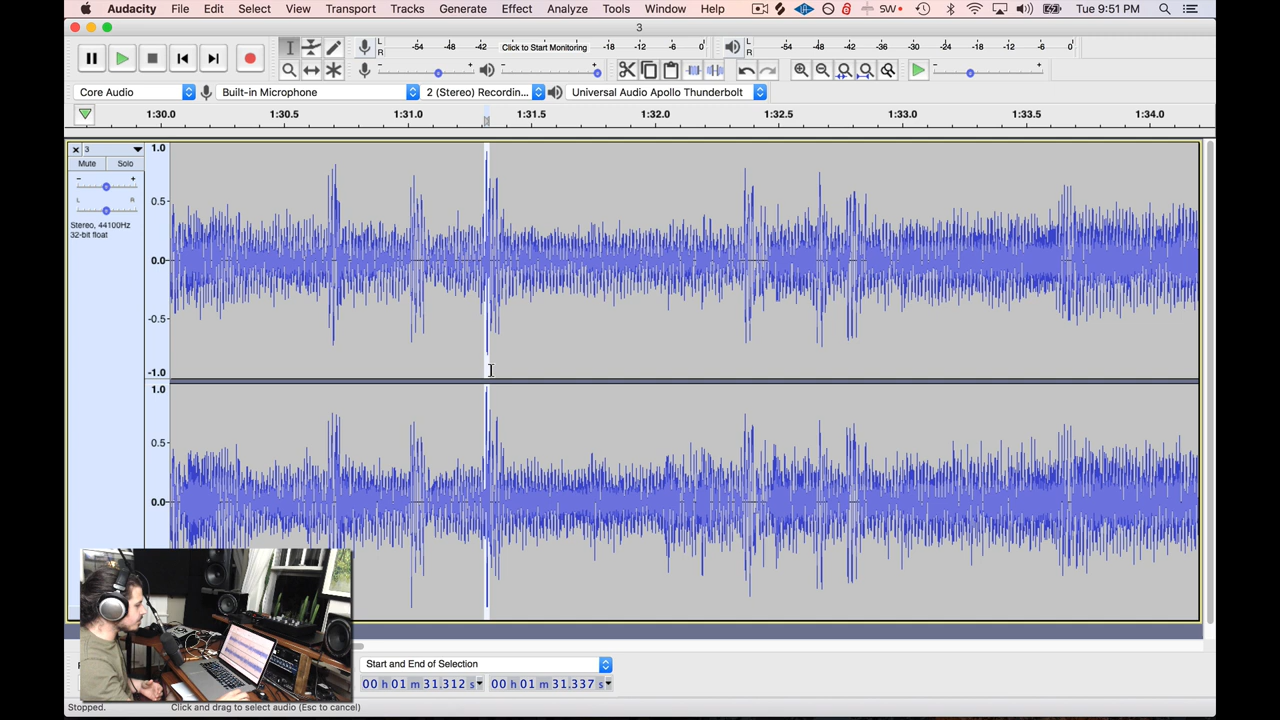 Audacity File Edit Select View Transport Tracks Generate Effect Analyze Tools Window Help SW Tue 9:51 PM
3
L R -54 -48 -42 Click to Start Monitoring -12 -6 0 L R -54 -48 -42 -36 -30 -24 -18 -12 -6 0
- + - + - +
Core Audio Built-in Microphone 2 (Stereo) Recordin... Universal Audio Apollo Thunderbolt
1:30.0 1:30.5 1:31.0 1:31.5 1:32.0 1:32.5 1:33.0 1:33.5 1:34.0
× 3
Mute Solo
- +
L R
Stereo, 44100Hz
32-bit float
1.0
0.5
0.0
-0.5
-1.0
1.0
0.5
0.0
Start and End of Selection
00 h 01 m 31.312 s 00 h 01 m 31.337 s
Stopped. Click and drag to select audio (Esc to cancel)